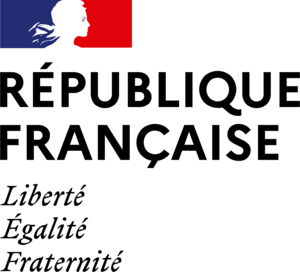 RÉPUBLIQUE
FRANÇAISE
Liberté
Égalité
Fraternité